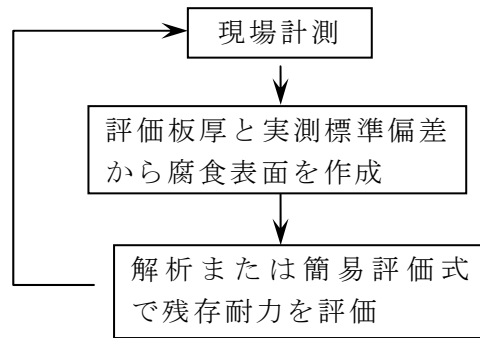 現場計測
評価板厚と実測標準偏差
から腐食表面を作成
解析または簡易評価式
で残存耐力を評価